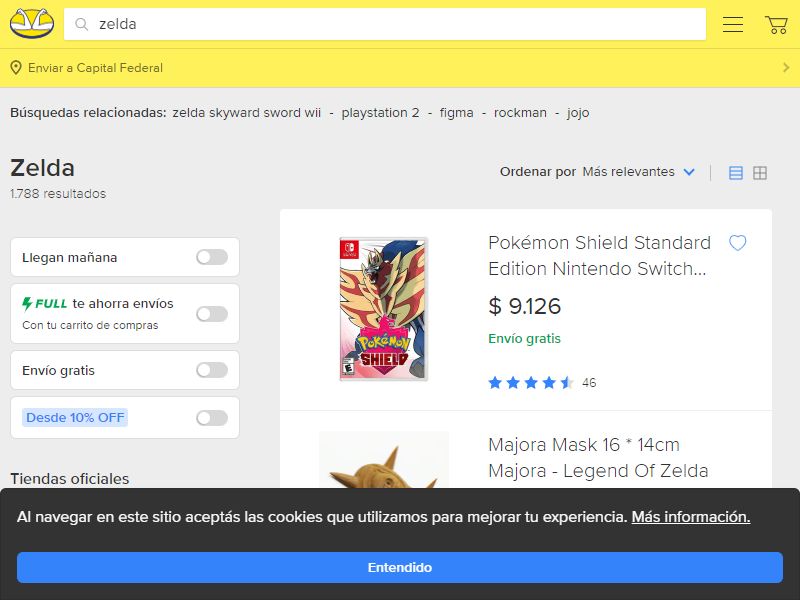 zelda
Enviar a Capital Federal
Búsquedas relacionadas: zelda skyward sword wii - playstation 2 - figma - rockman - jojo
Zelda
1.788 resultados
Ordenar por Más relevantes
Llegan mañana
FULL te ahorra envíos
Con tu carrito de compras
Envío gratis
Desde 10% OFF
Tiendas oficiales
POKÉMON
SHIELD
Pokémon Shield Standard
Edition Nintendo Switch...
$ 9.126
Envío gratis
46
Majora Mask 16 * 14cm
Majora - Legend Of Zelda
Al navegar en este sitio aceptás las cookies que utilizamos para mejorar tu experiencia. Más información.
Entendido